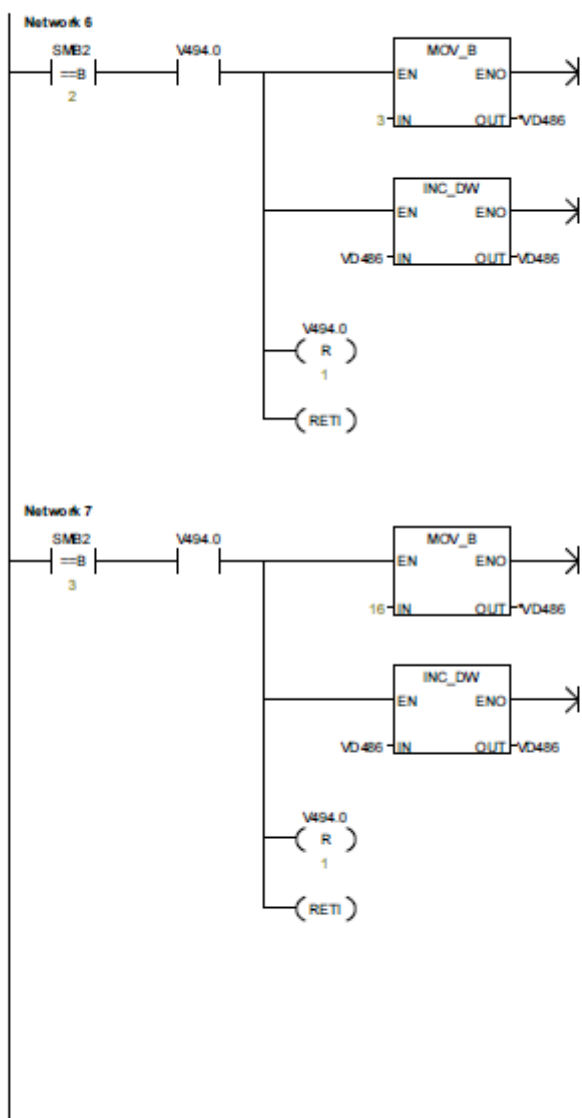 Network 6
SMB2 V494.0 MOV_B
==B EN ENO
2
3 IN OUT *VD486
INC_DW
EN ENO
VD486 IN OUT VD486
V494.0
R
1
RETI
Network 7
SMB2 V494.0 MOV_B
==B EN ENO
3
16 IN OUT *VD486
INC_DW
EN ENO
VD486 IN OUT VD486
V494.0
R
1
RETI